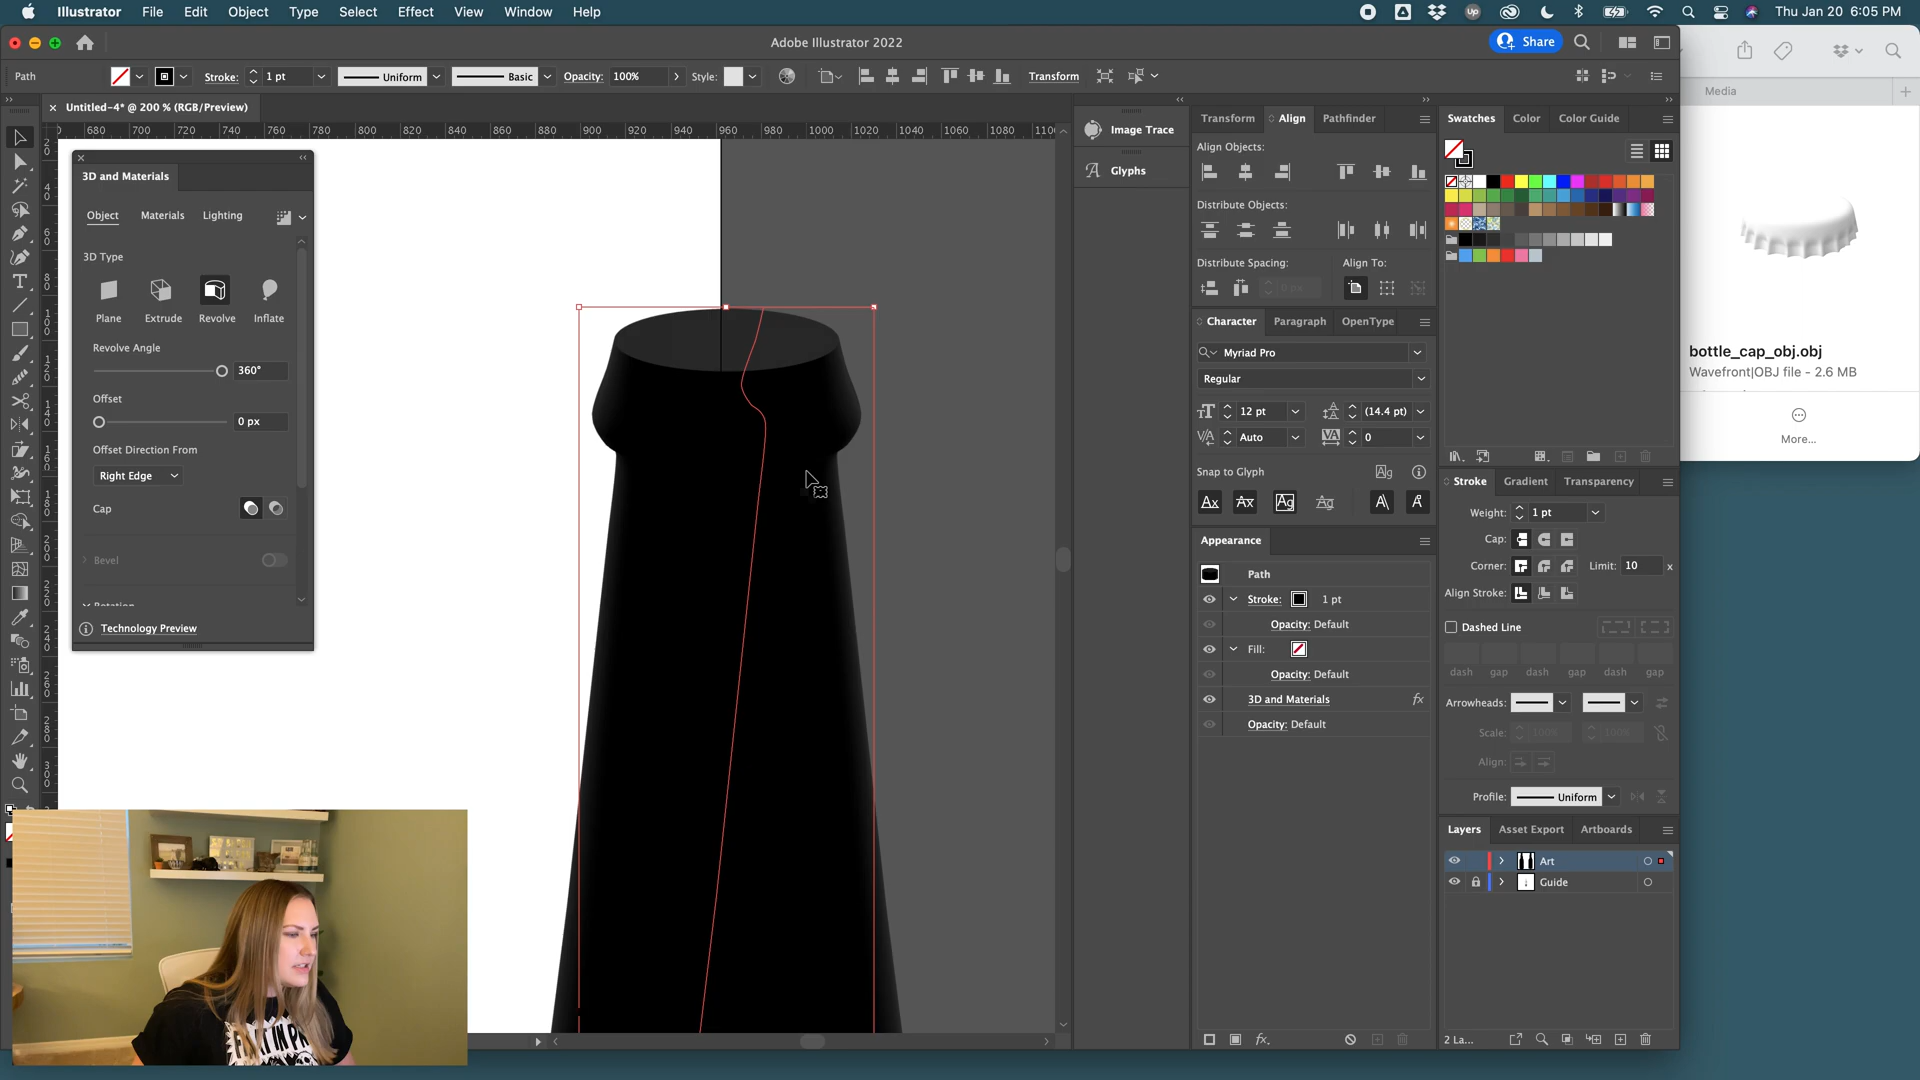 Illustrator File Edit Object Type Select Effect View Window Help
Up
Thu Jan 20 6:05 PM
Adobe Illustrator 2022
Share
Path
Stroke: 1 pt
Uniform
Basic
Opacity: 100%
Style:
Transform
Media
Untitled-4* @ 200 % (RGB/Preview)
680 700 720 740 760 780 800 820 840 860 880 900 920 940 960 980 1000 1020 1040 1060 1080 110
Image Trace
Glyphs
3D and Materials
Object Materials Lighting
3D Type
Plane Extrude Revolve Inflate
Revolve Angle
360°
Offset
0 px
Offset Direction From
Right Edge
Cap
Bevel
Rotation
Technology Preview
Transform Align Pathfinder
Align Objects:
Distribute Objects:
Distribute Spacing: Align To:
0 px
Character Paragraph OpenType
Myriad Pro
Regular
12 pt (14.4 pt)
Auto 0
Snap to Glyph
Appearance
Path
Stroke: 1 pt
Opacity: Default
Fill:
Opacity: Default
3D and Materials fx
Opacity: Default
Swatches Color Color Guide
Stroke Gradient Transparency
Weight: 1 pt
Cap:
Corner: Limit: 10 x
Align Stroke:
Dashed Line
dash gap dash gap dash gap
Arrowheads:
Scale: 100% 100%
Align:
Profile: Uniform
Layers Asset Export Artboards
Art
Guide
2 La...
bottle_cap_obj.obj
Wavefront|OBJ file - 2.6 MB
More...